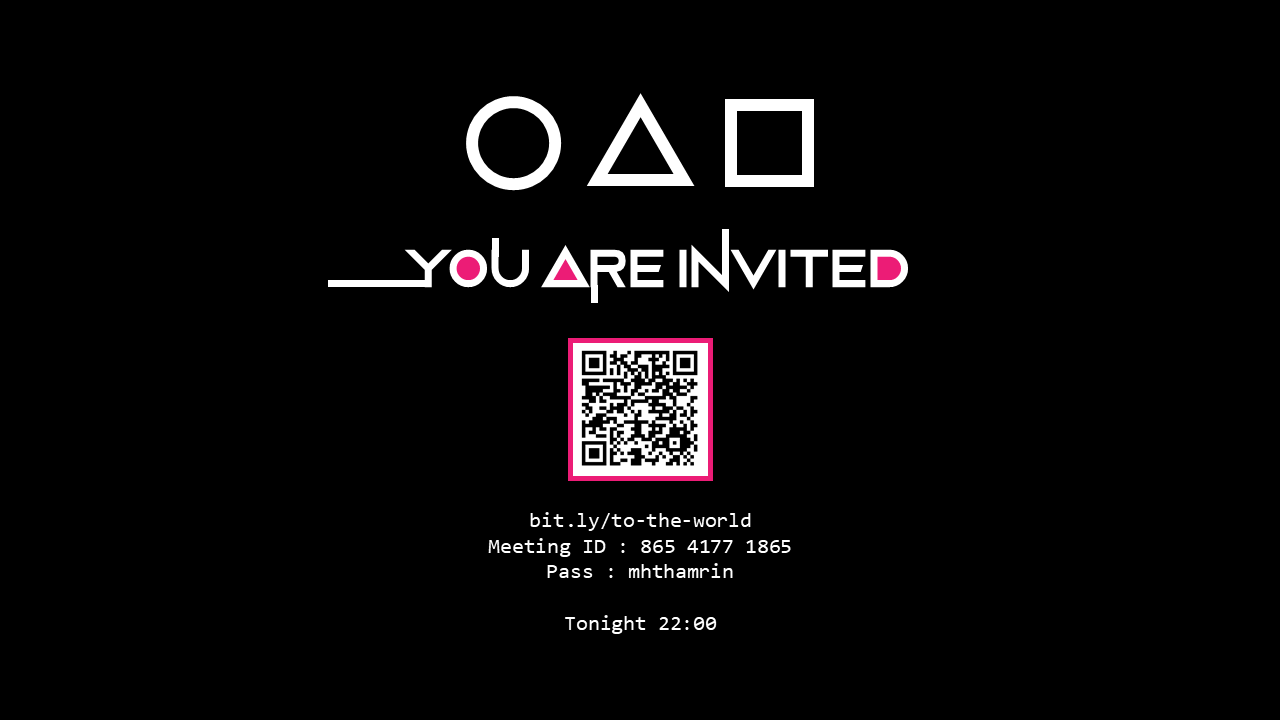 YOU ARE INVITED
bit.ly/to-the-world
Meeting ID : 865 4177 1865
Pass : mhthamrin
Tonight 22:00